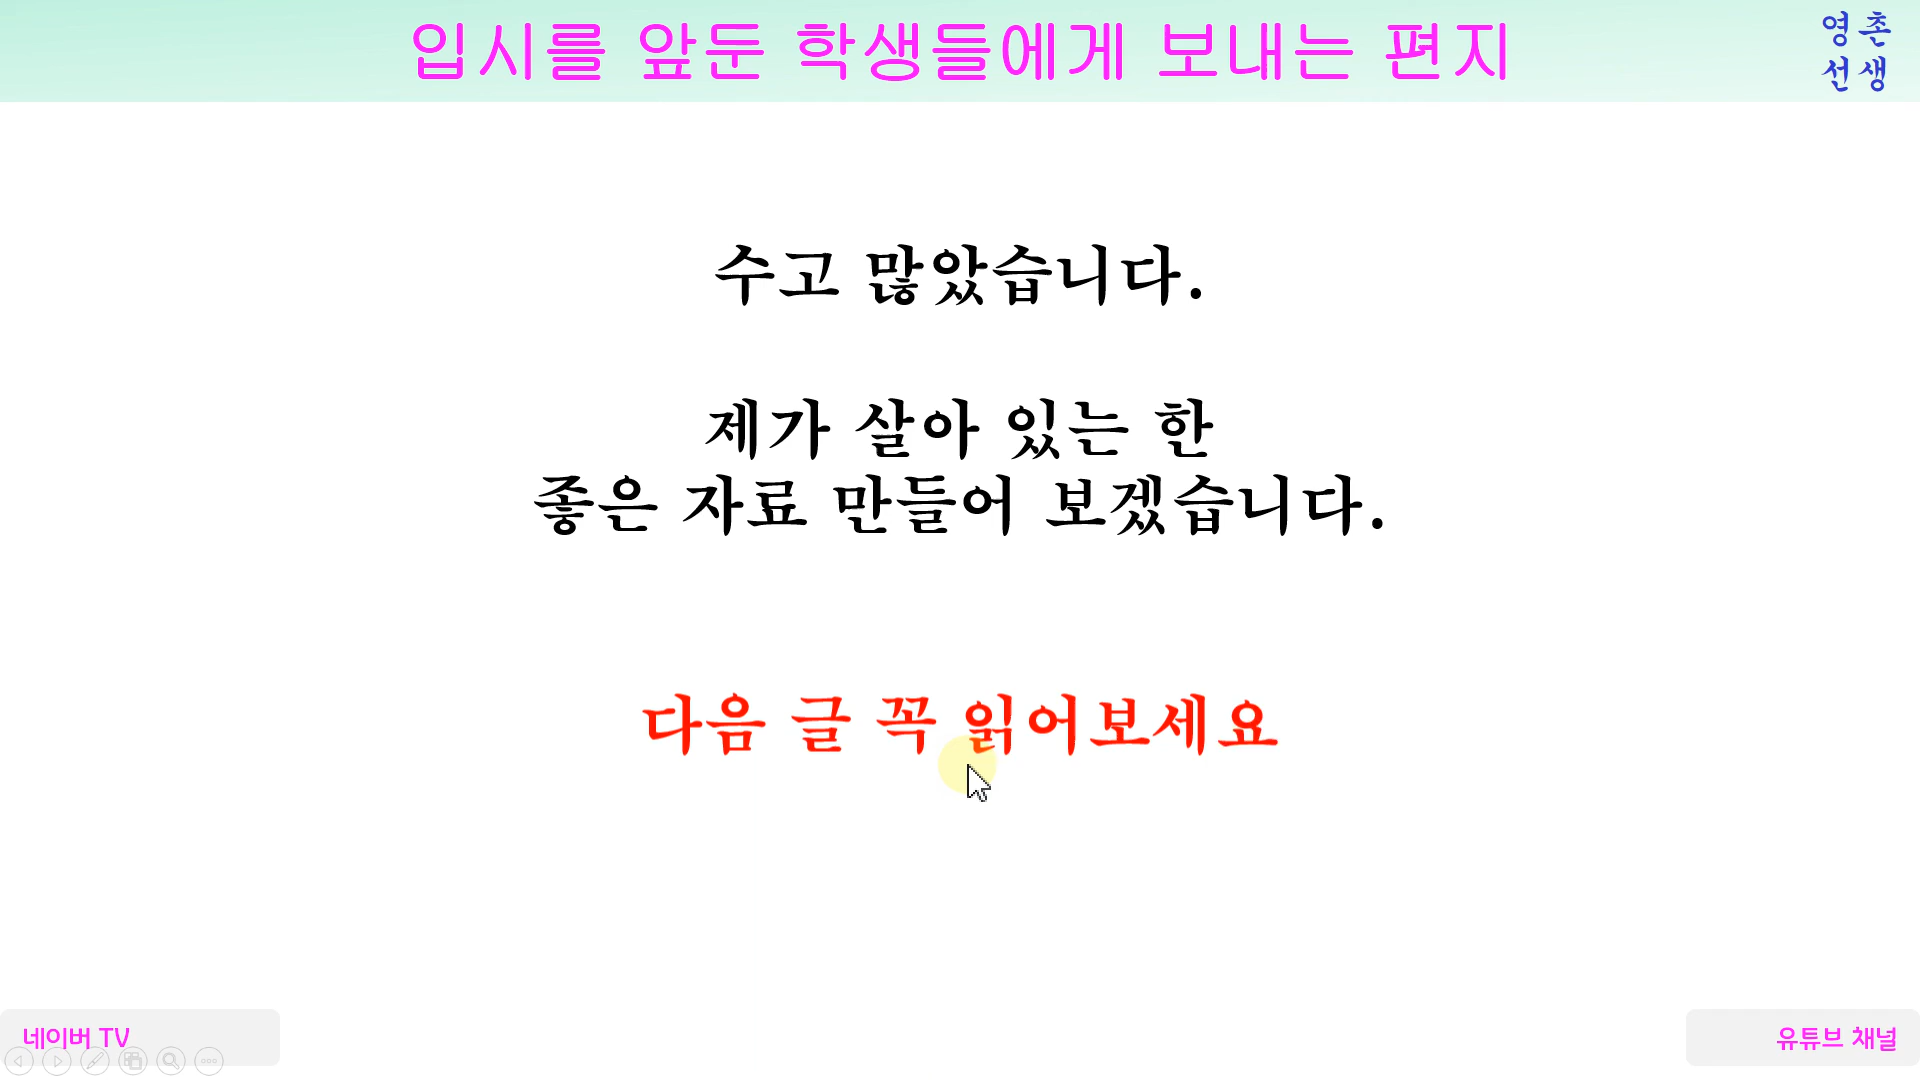 입시를 앞둔 학생들에게 보내는 편지
영촌
선생
수고 많았습니다.
제가 살아 있는 한
좋은 자료 만들어 보겠습니다.
다음 글 꼭 읽어보세요
네이버 TV
유튜브 채널